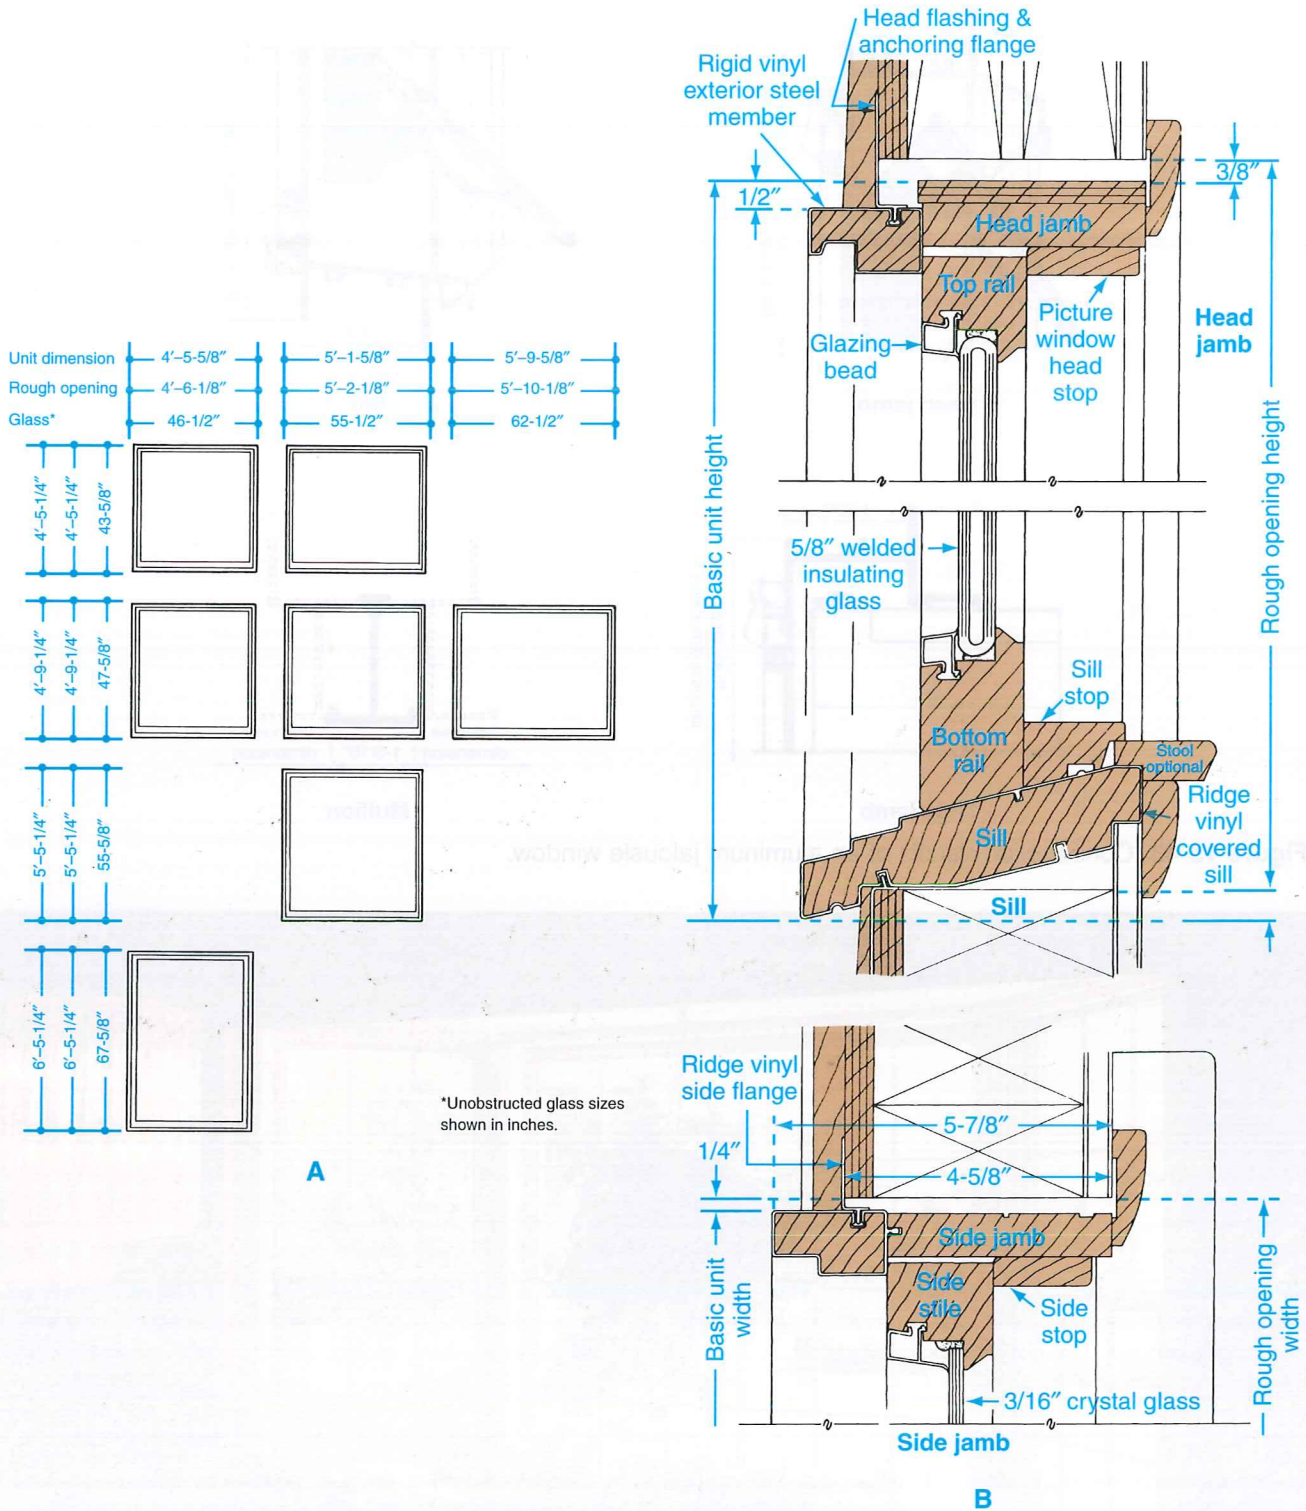 Unit dimension 4′–5-5/8″ 5′–1-5/8″ 5′–9-5/8″
Rough opening 4′–6-1/8″ 5′–2-1/8″ 5′–10-1/8″
Glass* 46-1/2″ 55-1/2″ 62-1/2″
4′–5-1/4″
4′–5-1/4″
43-5/8″
4′–9-1/4″
4′–9-1/4″
47-5/8″
5′–5-1/4″
5′–5-1/4″
55-5/8″
6′–5-1/4″
6′–5-1/4″
67-5/8″
*Unobstructed glass sizes
shown in inches.
A
Head flashing &
anchoring flange
Rigid vinyl
exterior steel
member
3/8″
1/2″
Head jamb
Top rail
Glazing
bead
Picture
window
head
stop
Head
jamb
Basic unit height
Rough opening height
5/8″ welded
insulating
glass
Sill
stop
Bottom
rail
Stool
optional
Sill
Ridge
vinyl
covered
sill
Sill
Ridge vinyl
side flange
5-7/8″
1/4″
4-5/8″
Side jamb
Side
stile
Side
stop
Basic unit
width
Rough opening
width
3/16″ crystal glass
Side jamb
B